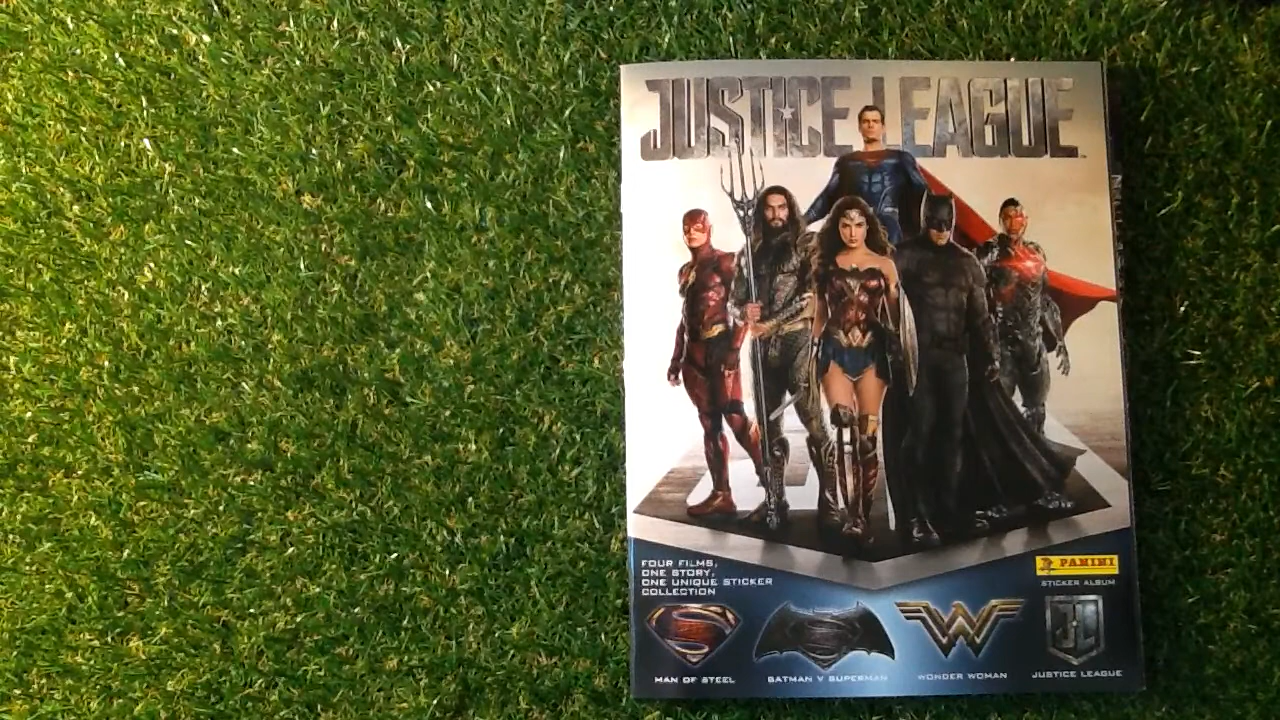 JUSTICE LEAGUE
FOUR FILMS,
ONE STORY,
ONE UNIQUE STICKER
COLLECTION
PANINI
STICKER ALBUM
JL
MAN OF STEEL
BATMAN V SUPERMAN
WONDER WOMAN
JUSTICE LEAGUE